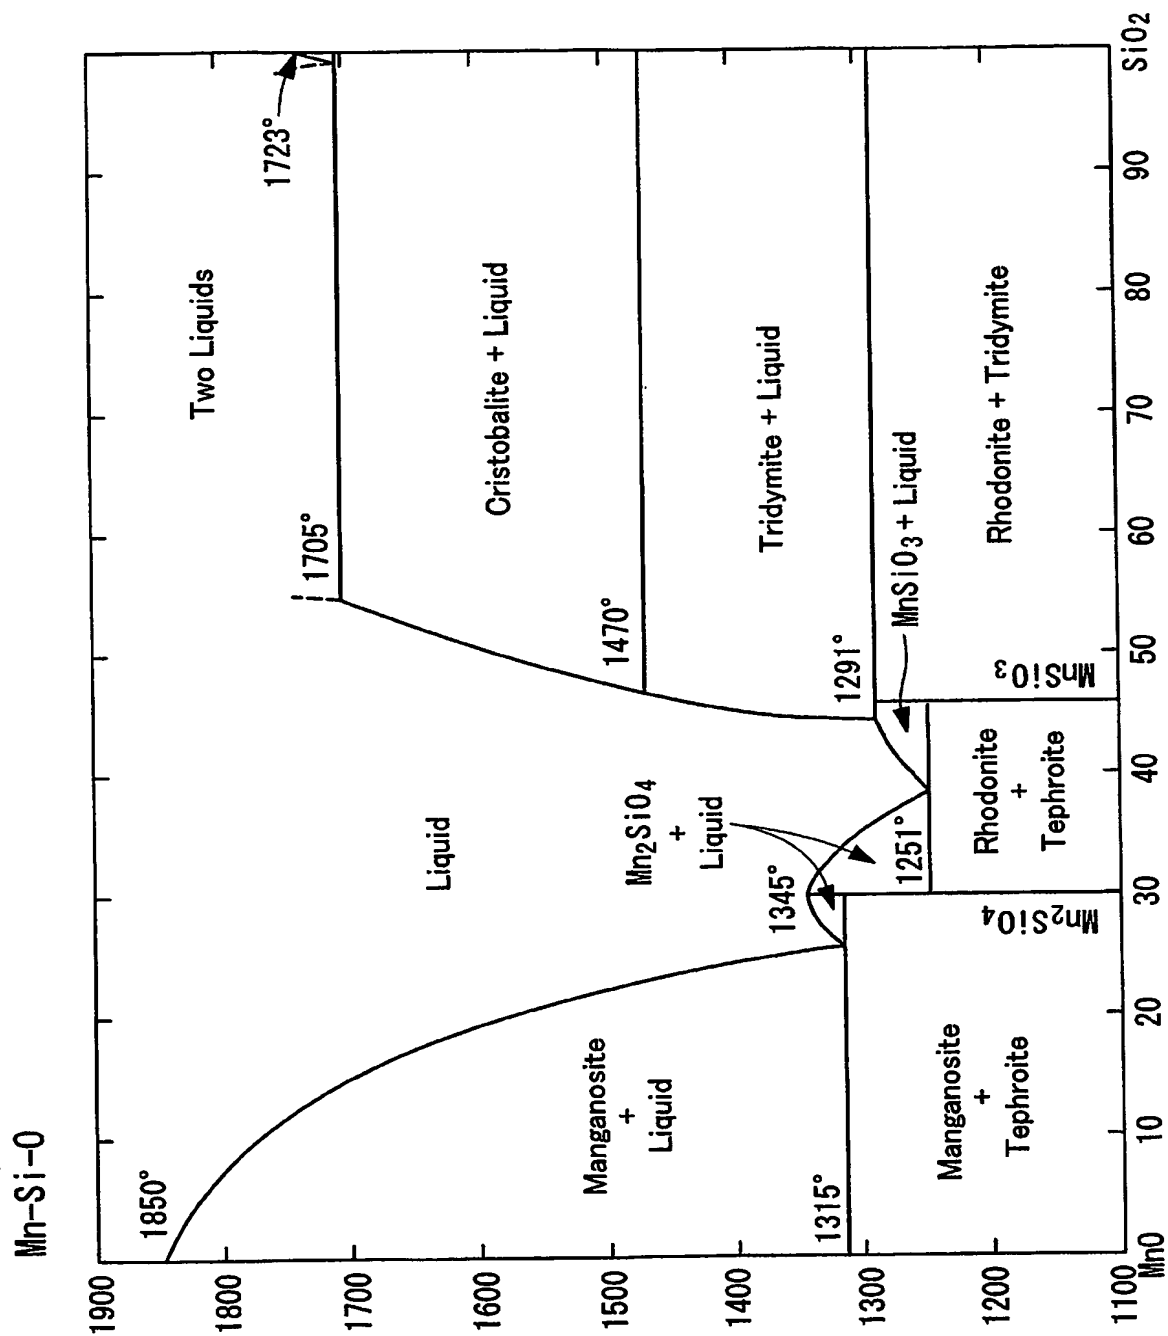 Mn-Si-O
1900
1800
1700
1600
1500
1400
1300
1200
1100
MnO
10
20
30
40
50
60
70
80
90
SiO₂
1850°
1723°
Two Liquids
1705°
Cristobalite + Liquid
1470°
Liquid
Tridymite + Liquid
Manganosite
+
Liquid
Mn₂SiO₄
+
Liquid
1345°
1315°
1291°
MnSiO₃ + Liquid
1251°
Manganosite
+
Tephroite
Mn₂SiO₄
Rhodonite
+
Tephroite
MnSiO₃
Rhodonite + Tridymite